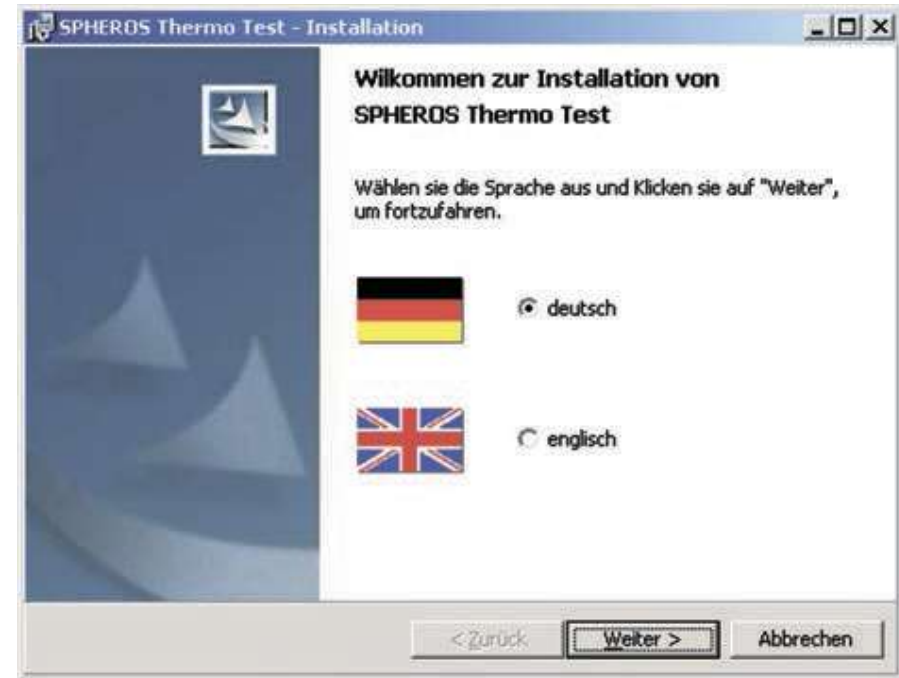 SPHEROS Thermo Test - Installation
Wilkommen zur Installation von
SPHEROS Thermo Test
Wählen sie die Sprache aus und Klicken sie auf "Weiter",
um fortzufahren.
deutsch
englisch
< Zurück
Weiter >
Abbrechen